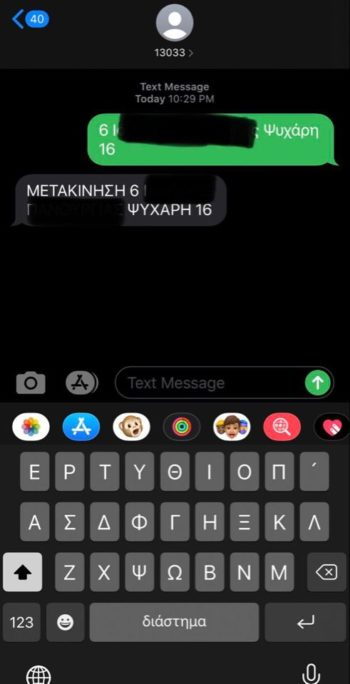 40
13033 >
Text Message
Today 10:29 PM
6 Ψυχάρη
16
ΜΕΤΑΚΙΝΗΣΗ 6
ΨΥΧΑΡΗ 16
Text Message
Ε Ρ Τ Υ Θ Ι Ο Π ΄
Α Σ Δ Φ Γ Η Ξ Κ Λ
Ζ Χ Ψ Ω Β Ν Μ
123 διάστημα